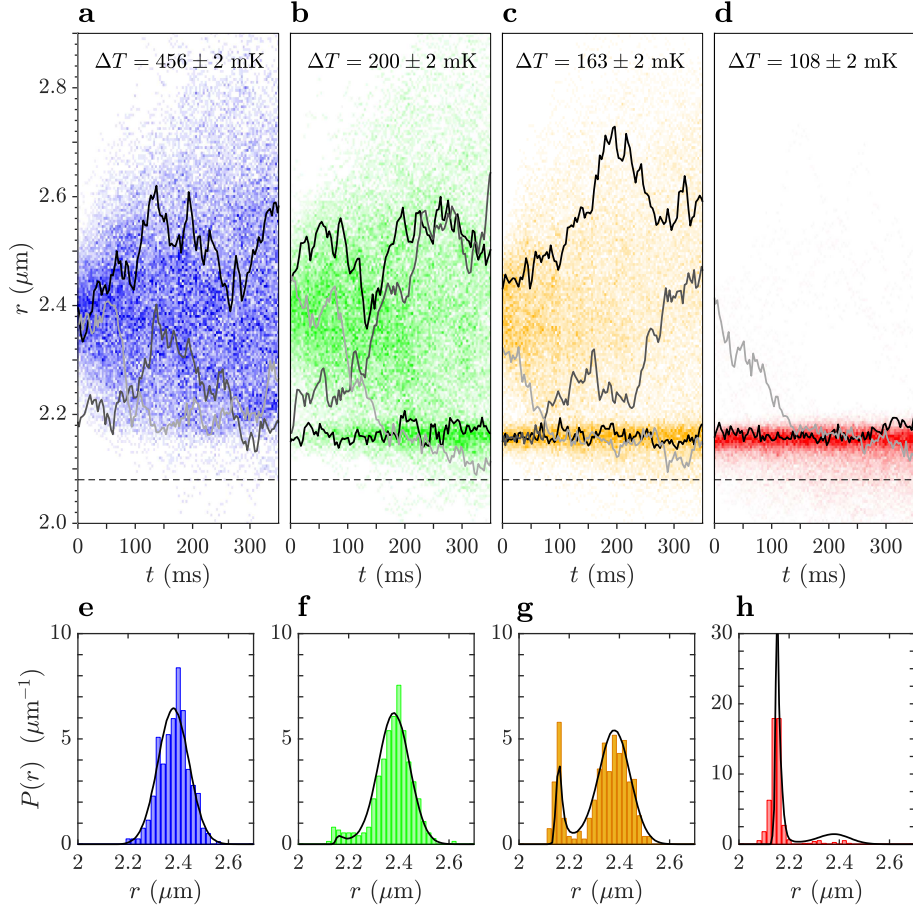 a b c d
ΔT = 456 ± 2 mK ΔT = 200 ± 2 mK ΔT = 163 ± 2 mK ΔT = 108 ± 2 mK
2.8
2.6
r (μm)
2.4
2.2
2.0
0 100 200 300 0 100 200 300 0 100 200 300 0 100 200 300
t (ms) t (ms) t (ms) t (ms)
e f g h
10 10 10 30
20
P(r) (μm⁻¹)
5 5 5
10
0 0 0 0
2 2.2 2.4 2.6 2 2.2 2.4 2.6 2 2.2 2.4 2.6 2 2.2 2.4 2.6
r (μm) r (μm) r (μm) r (μm)